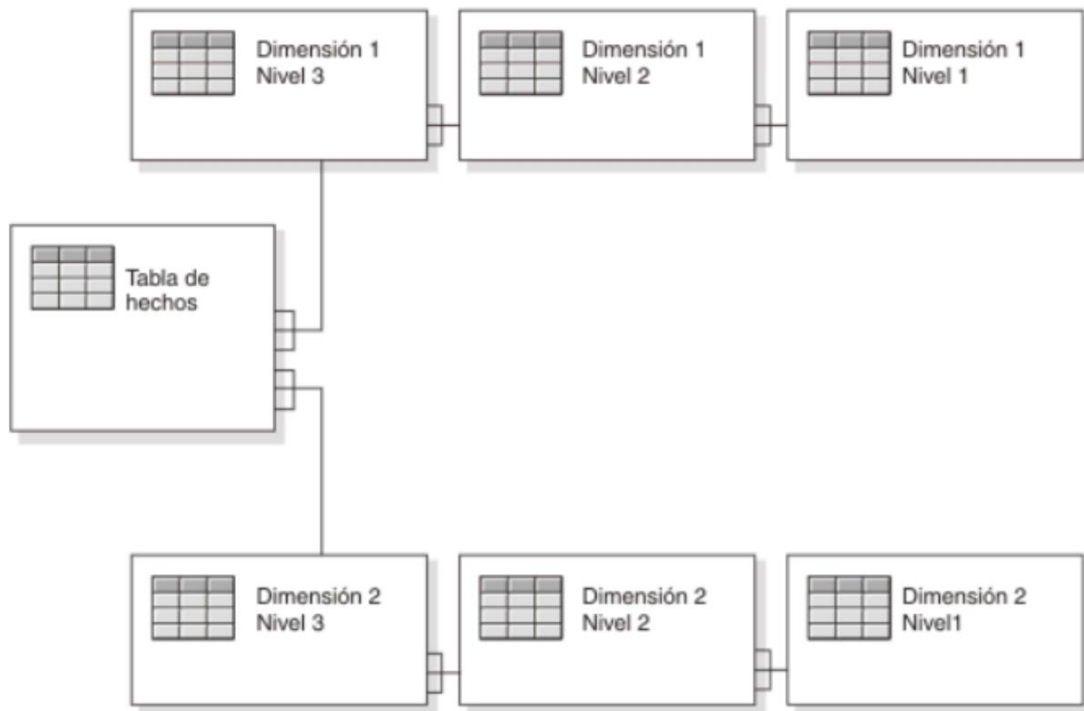 Dimensión 1
Nivel 3
Dimensión 1
Nivel 2
Dimensión 1
Nivel 1
Tabla de
hechos
Dimensión 2
Nivel 3
Dimensión 2
Nivel 2
Dimensión 2
Nivel1